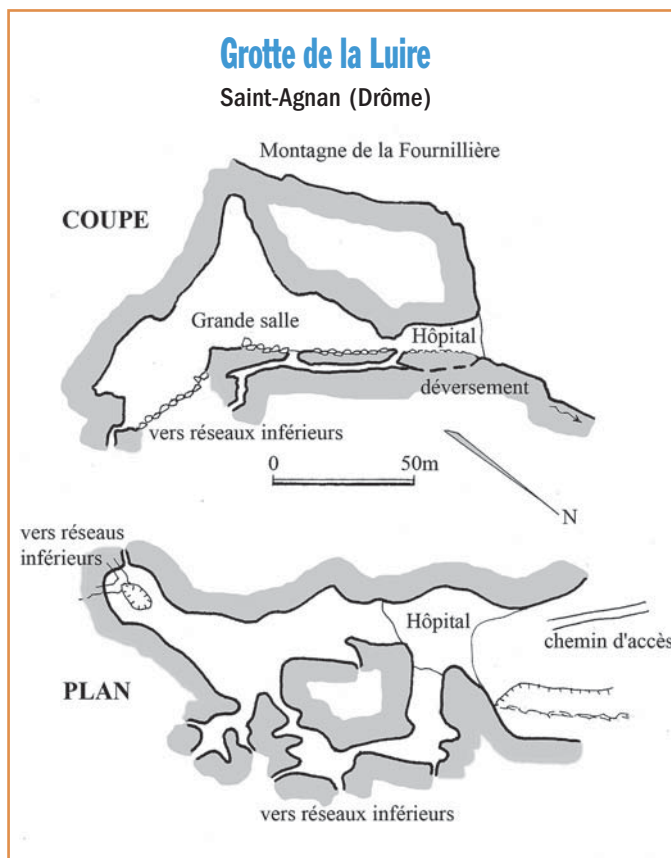 Grotte de la Luire
Saint-Agnan (Drôme)
Montagne de la Fournillière
COUPE
Grande salle
Hôpital
déversement
vers réseaux inférieurs
0 50m
N
vers réseaus
inférieurs
Hôpital
chemin d'accès
PLAN
vers réseaux inférieurs